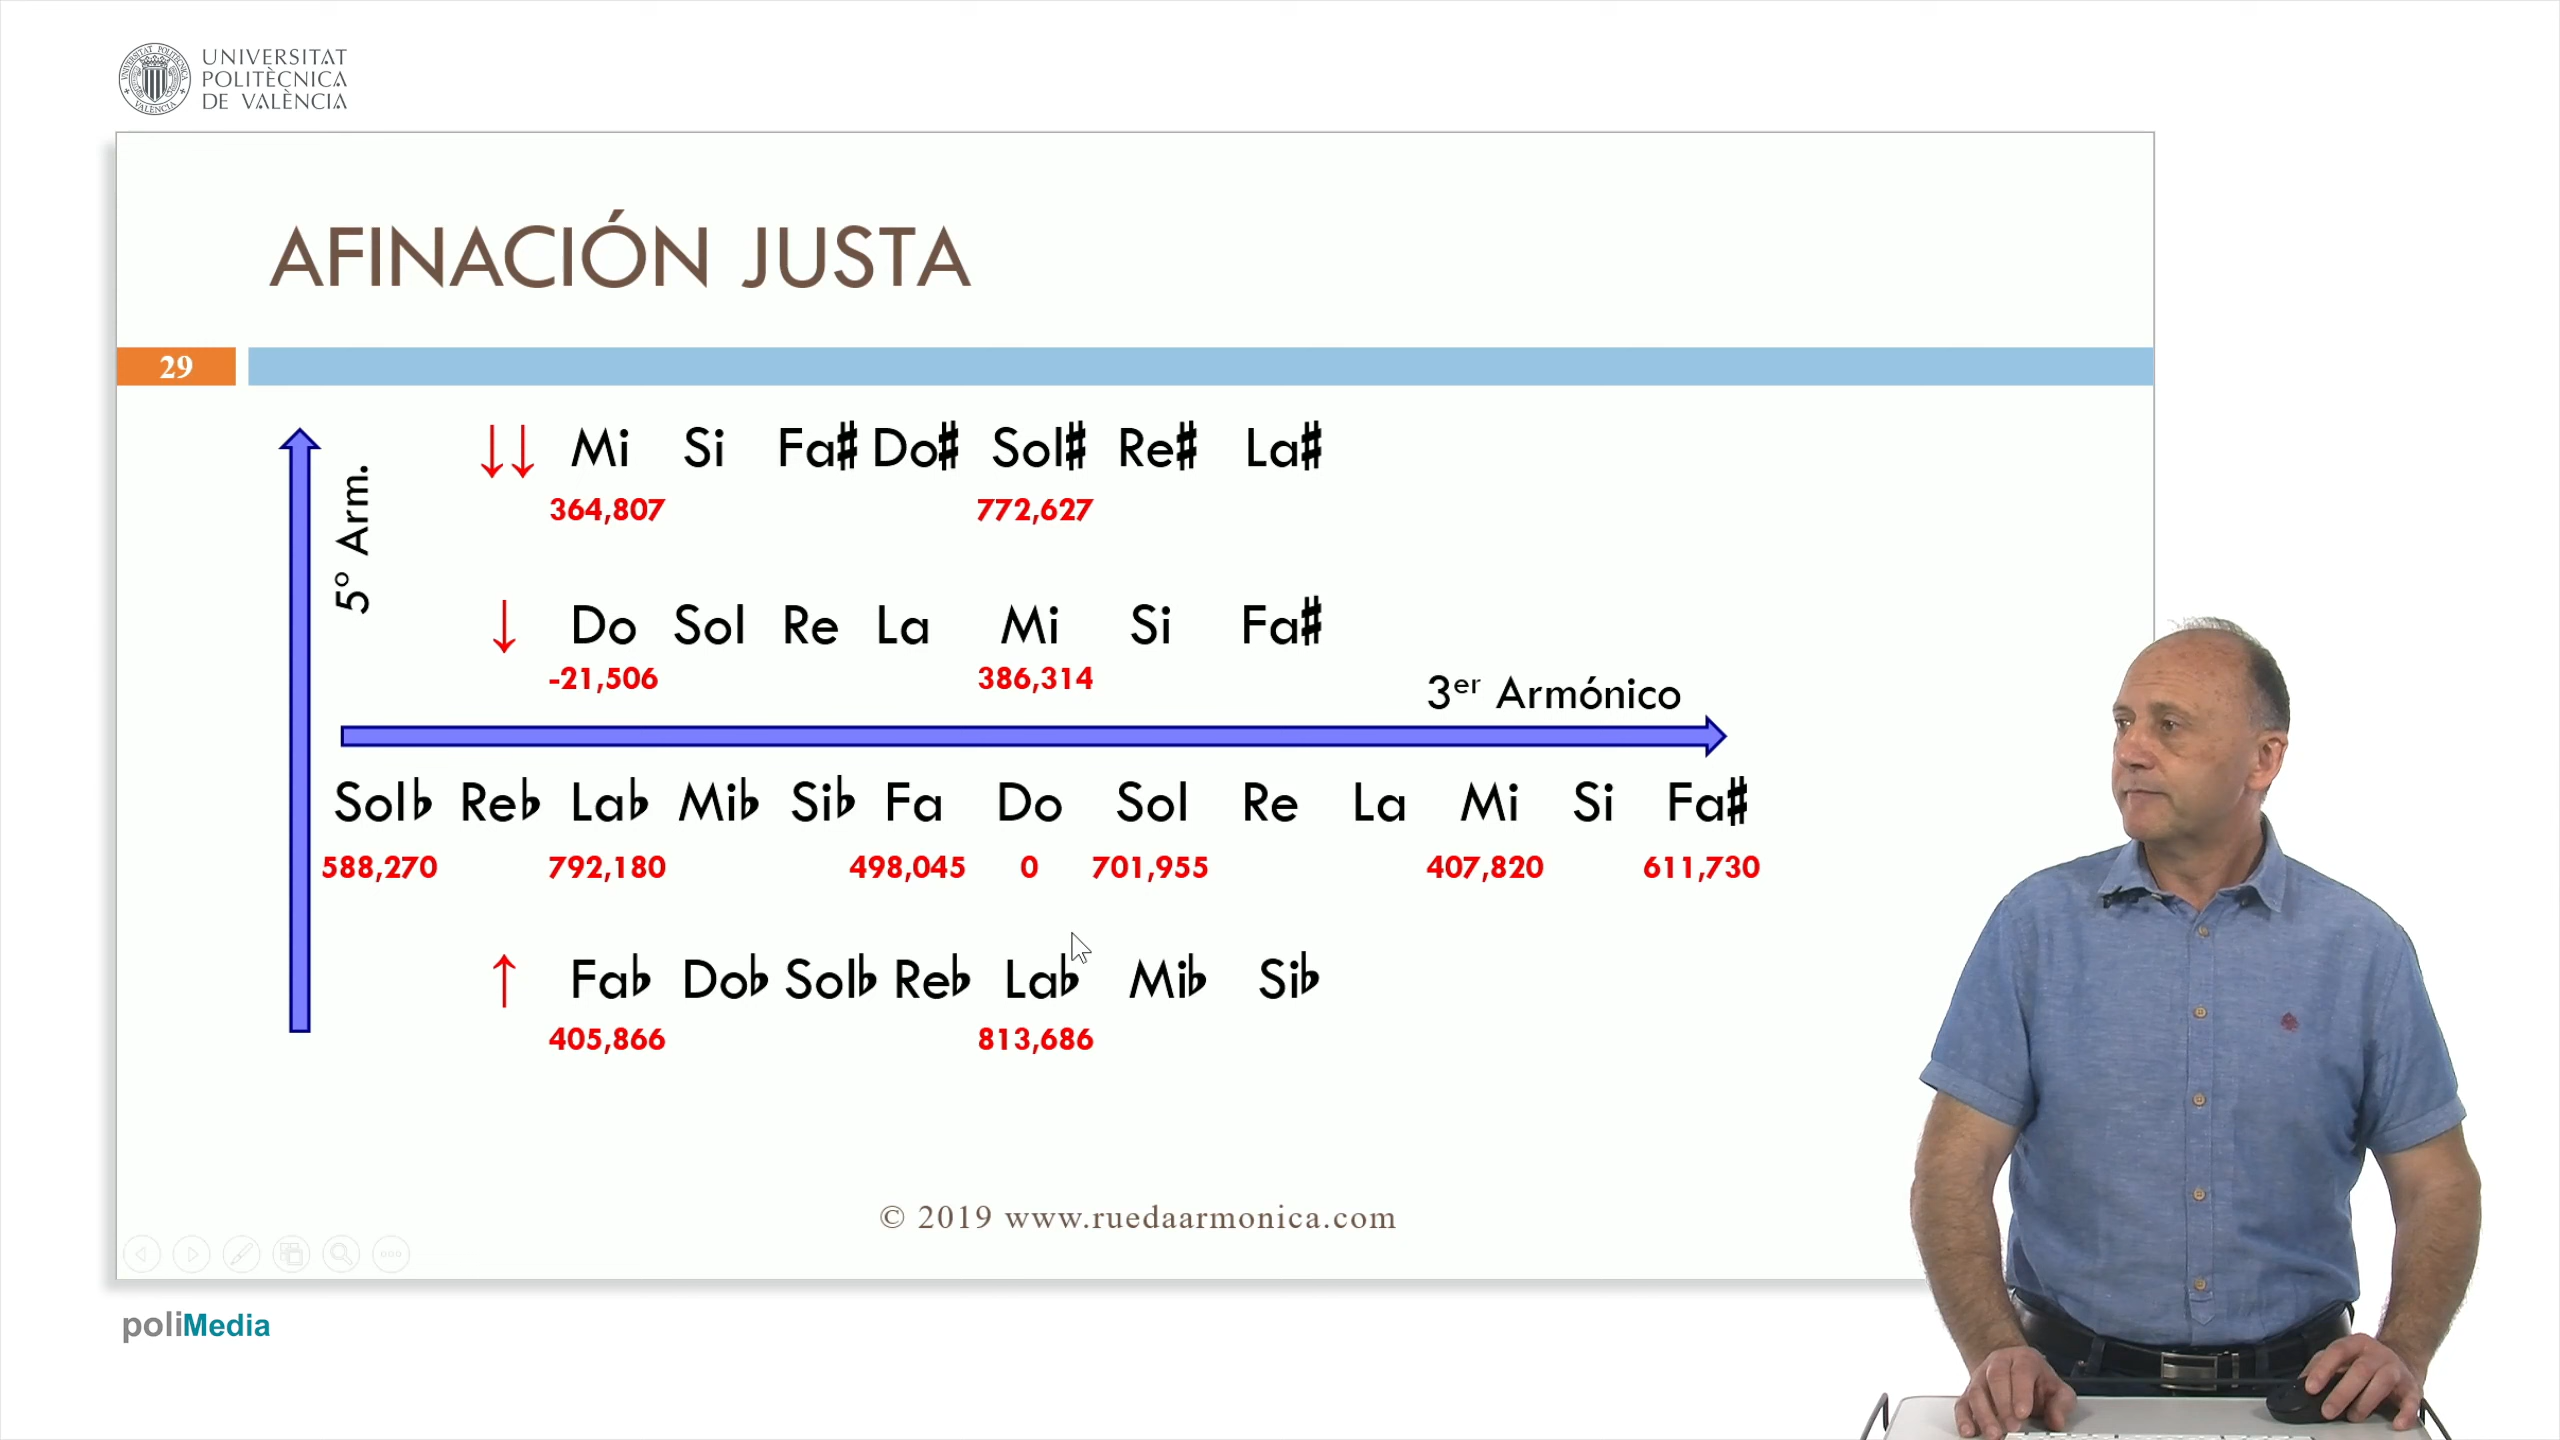 UNIVERSITAT
POLITÈCNICA
DE VALÈNCIA
AFINACIÓN JUSTA
29
5º Arm.
↓↓ Mi Si Fa♯ Do♯ Sol♯ Re♯ La♯
364,807 772,627
↓ Do Sol Re La Mi Si Fa♯
-21,506 386,314
3er Armónico
Sol♭ Re♭ La♭ Mi♭ Si♭ Fa Do Sol Re La Mi Si Fa♯
588,270 792,180 498,045 0 701,955 407,820 611,730
↑ Fa♭ Do♭ Sol♭ Re♭ La♭ Mi♭ Si♭
405,866 813,686
© 2019 www.ruedaarmonica.com
poliMedia